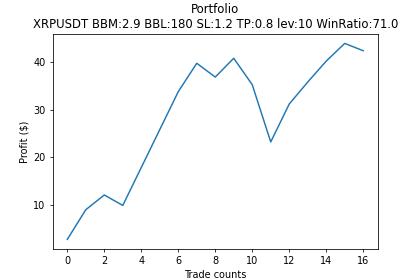 Portfolio
XRPUSDT BBM:2.9 BBL:180 SL:1.2 TP:0.8 lev:10 WinRatio:71.0
40
30
20
10
Profit ($)
0 2 4 6 8 10 12 14 16
Trade counts